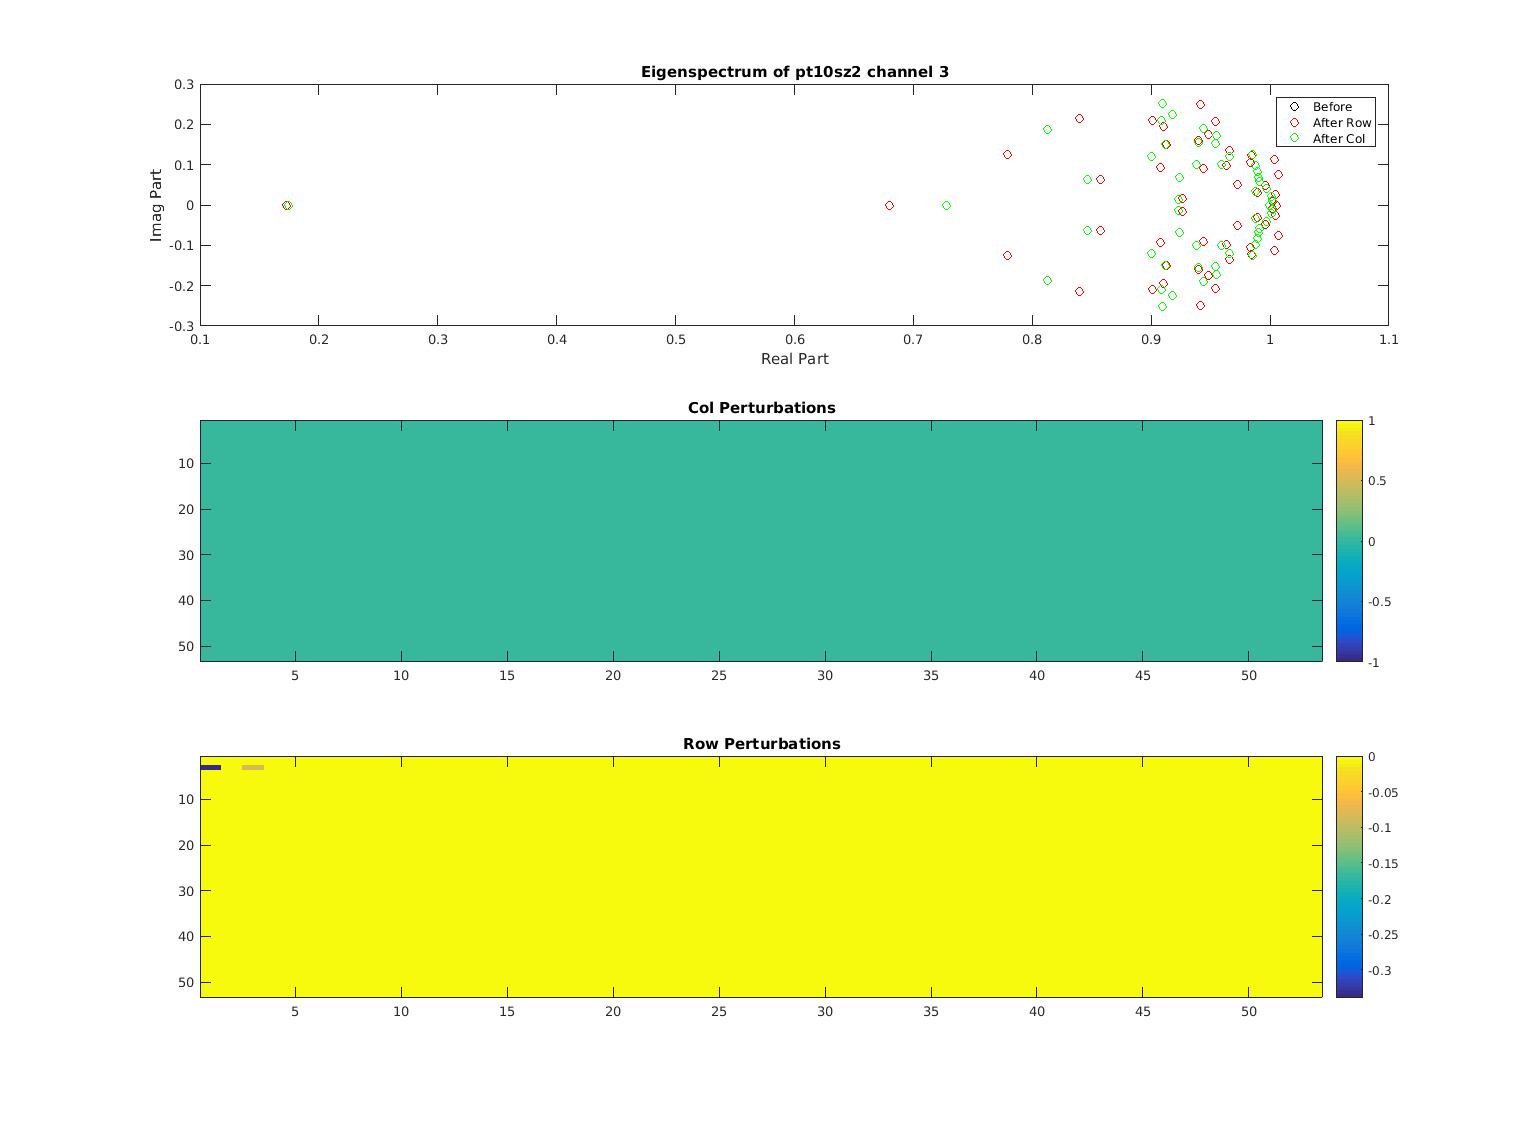 Eigenspectrum of pt10sz2 channel 3
0.3
0.2
0.1
0
-0.1
-0.2
-0.3
Imag Part
0.1 0.2 0.3 0.4 0.5 0.6 0.7 0.8 0.9 1 1.1
Real Part
Before
After Row
After Col
Col Perturbations
10
20
30
40
50
5 10 15 20 25 30 35 40 45 50
1
0.5
0
-0.5
-1
Row Perturbations
10
20
30
40
50
5 10 15 20 25 30 35 40 45 50
0
-0.05
-0.1
-0.15
-0.2
-0.25
-0.3